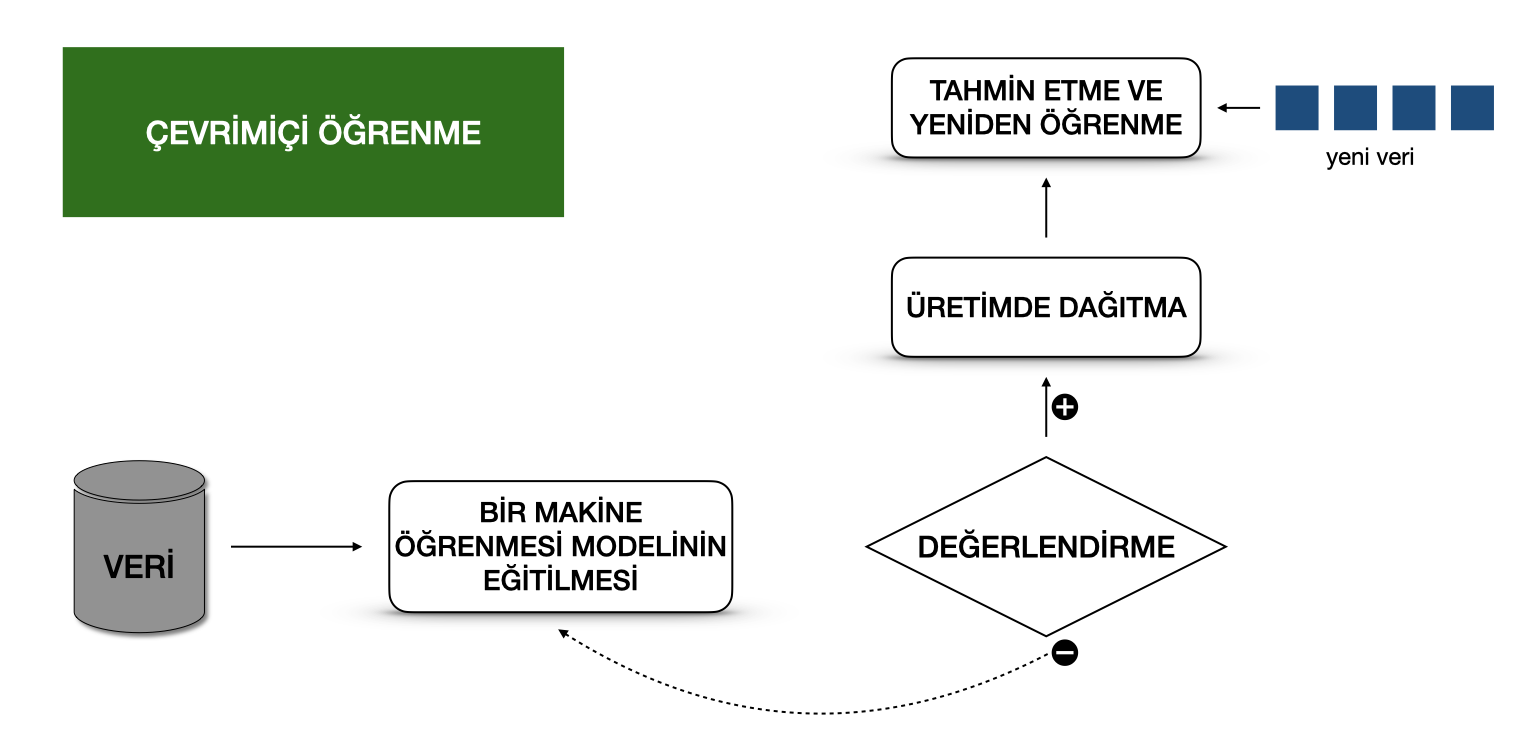 ÇEVRİMİÇİ ÖĞRENME
TAHMİN ETME VE
YENİDEN ÖĞRENME
yeni veri
ÜRETİMDE DAĞITMA
VERİ
BİR MAKİNE
ÖĞRENMESİ MODELİNİN
EĞİTİLMESİ
DEĞERLENDİRME